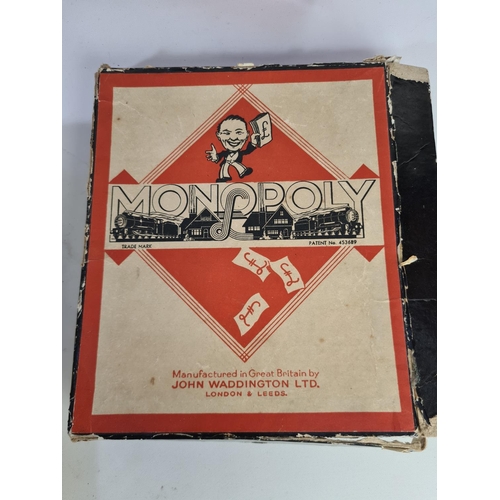 £
MONOPOLY
£
TRADE MARK
PATENT No. 453689
£
£
£
Manufactured in Great Britain by
JOHN WADDINGTON LTD.
LONDON & LEEDS.